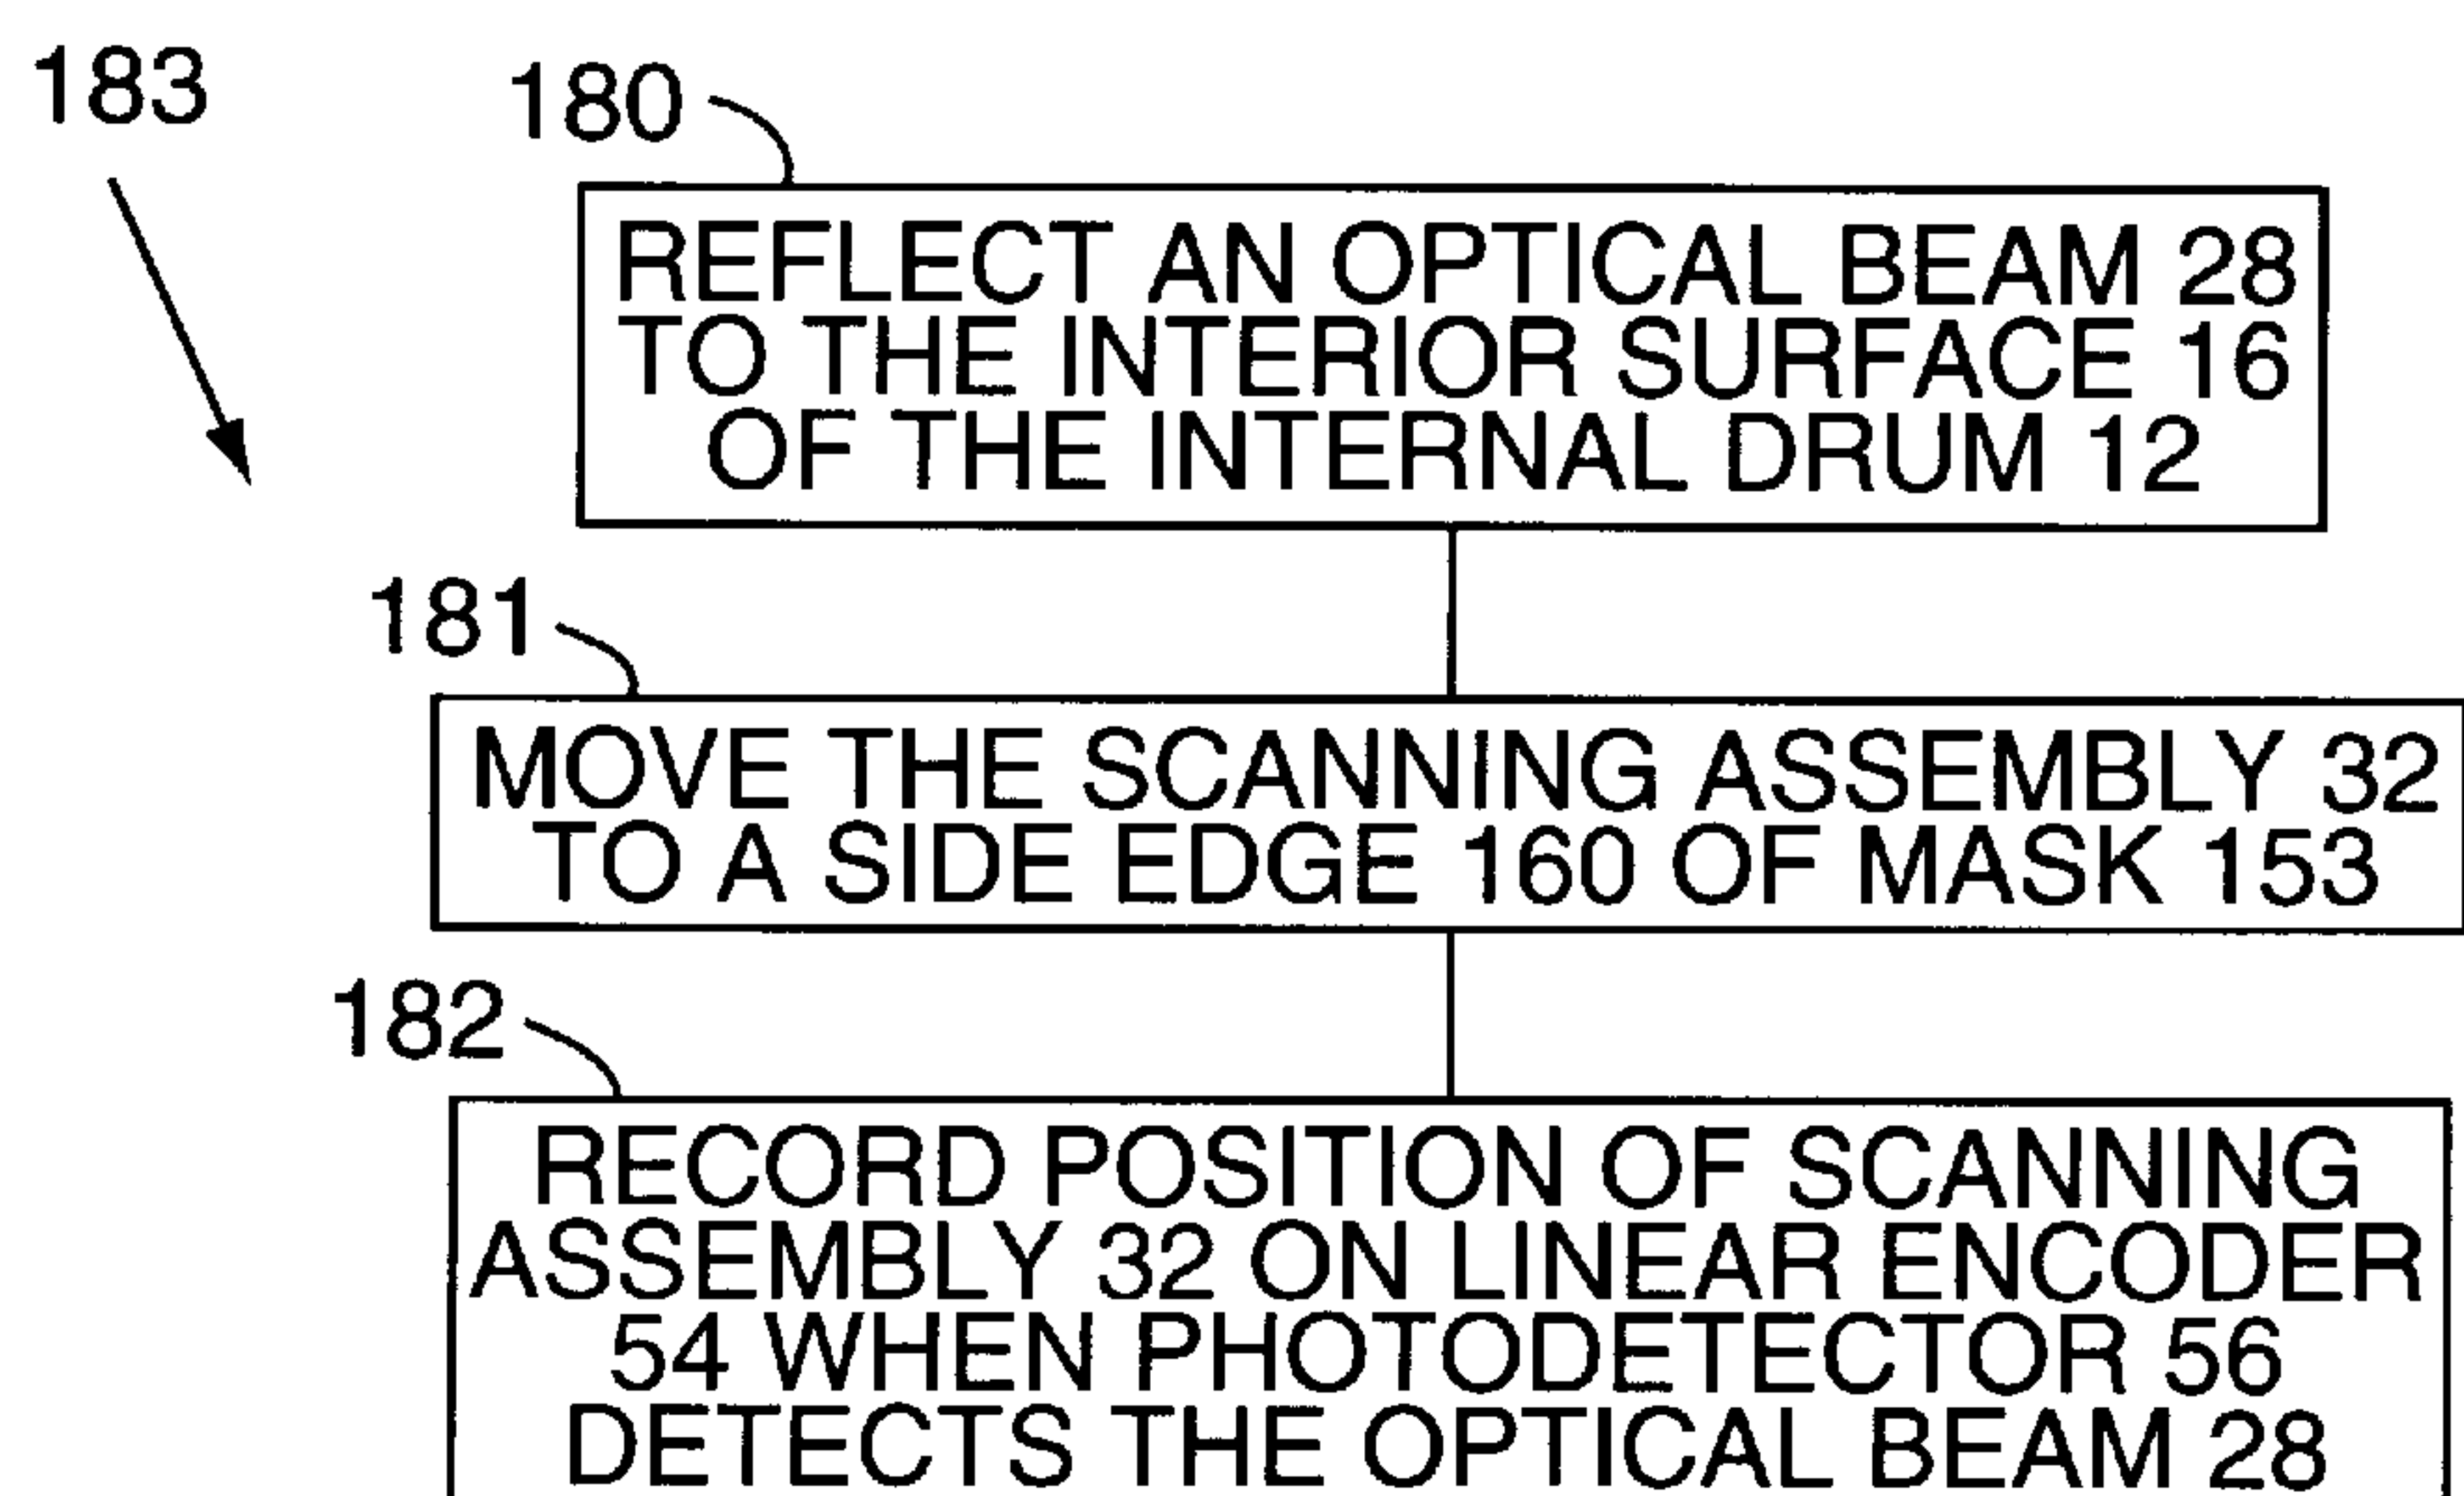 183
180
REFLECT AN OPTICAL BEAM 28
TO THE INTERIOR SURFACE 16
OF THE INTERNAL DRUM 12
181
MOVE THE SCANNING ASSEMBLY 32
TO A SIDE EDGE 160 OF MASK 153
182
RECORD POSITION OF SCANNING
ASSEMBLY 32 ON LINEAR ENCODER
54 WHEN PHOTODETECTOR 56
DETECTS THE OPTICAL BEAM 28